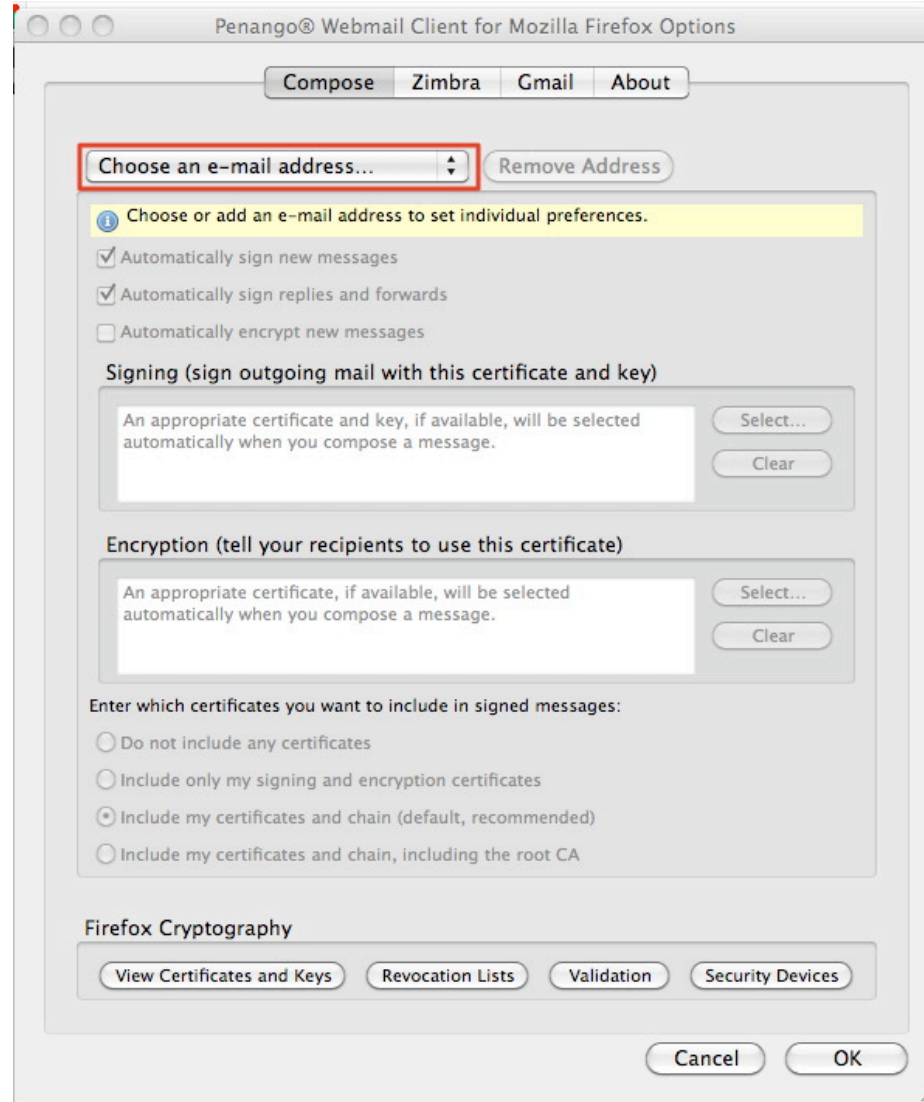 Penango® Webmail Client for Mozilla Firefox Options
Compose Zimbra Gmail About
Choose an e-mail address... Remove Address
Choose or add an e-mail address to set individual preferences.
Automatically sign new messages
Automatically sign replies and forwards
Automatically encrypt new messages
Signing (sign outgoing mail with this certificate and key)
An appropriate certificate and key, if available, will be selected
automatically when you compose a message.
Select...
Clear
Encryption (tell your recipients to use this certificate)
An appropriate certificate, if available, will be selected
automatically when you compose a message.
Select...
Clear
Enter which certificates you want to include in signed messages:
Do not include any certificates
Include only my signing and encryption certificates
Include my certificates and chain (default, recommended)
Include my certificates and chain, including the root CA
Firefox Cryptography
View Certificates and Keys Revocation Lists Validation Security Devices
Cancel OK